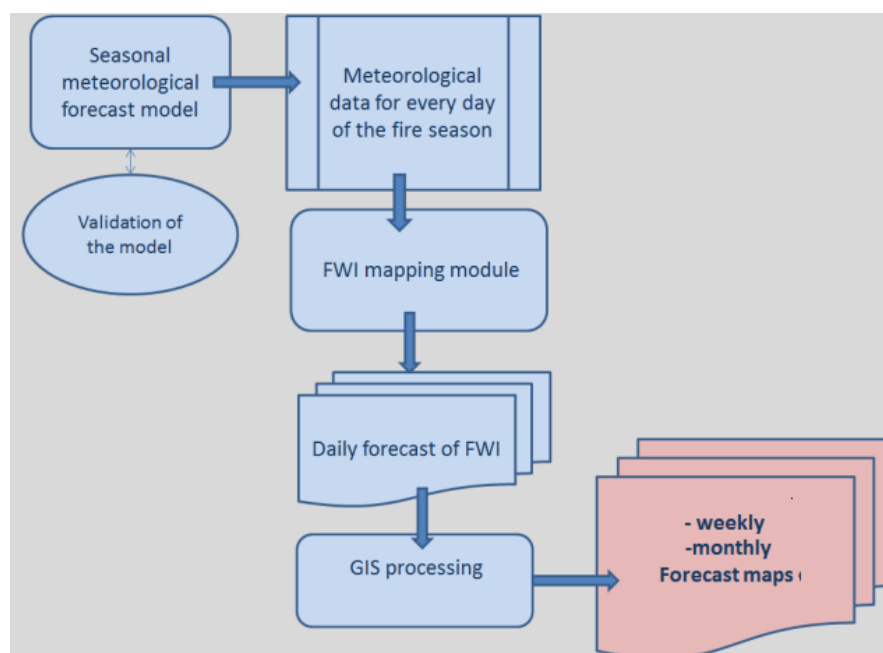 Seasonal
meteorological
forecast model
Meteorological
data for every day
of the fire season
Validation of
the model
FWI mapping module
Daily forecast of FWI
GIS processing
- weekly
-monthly
Forecast maps